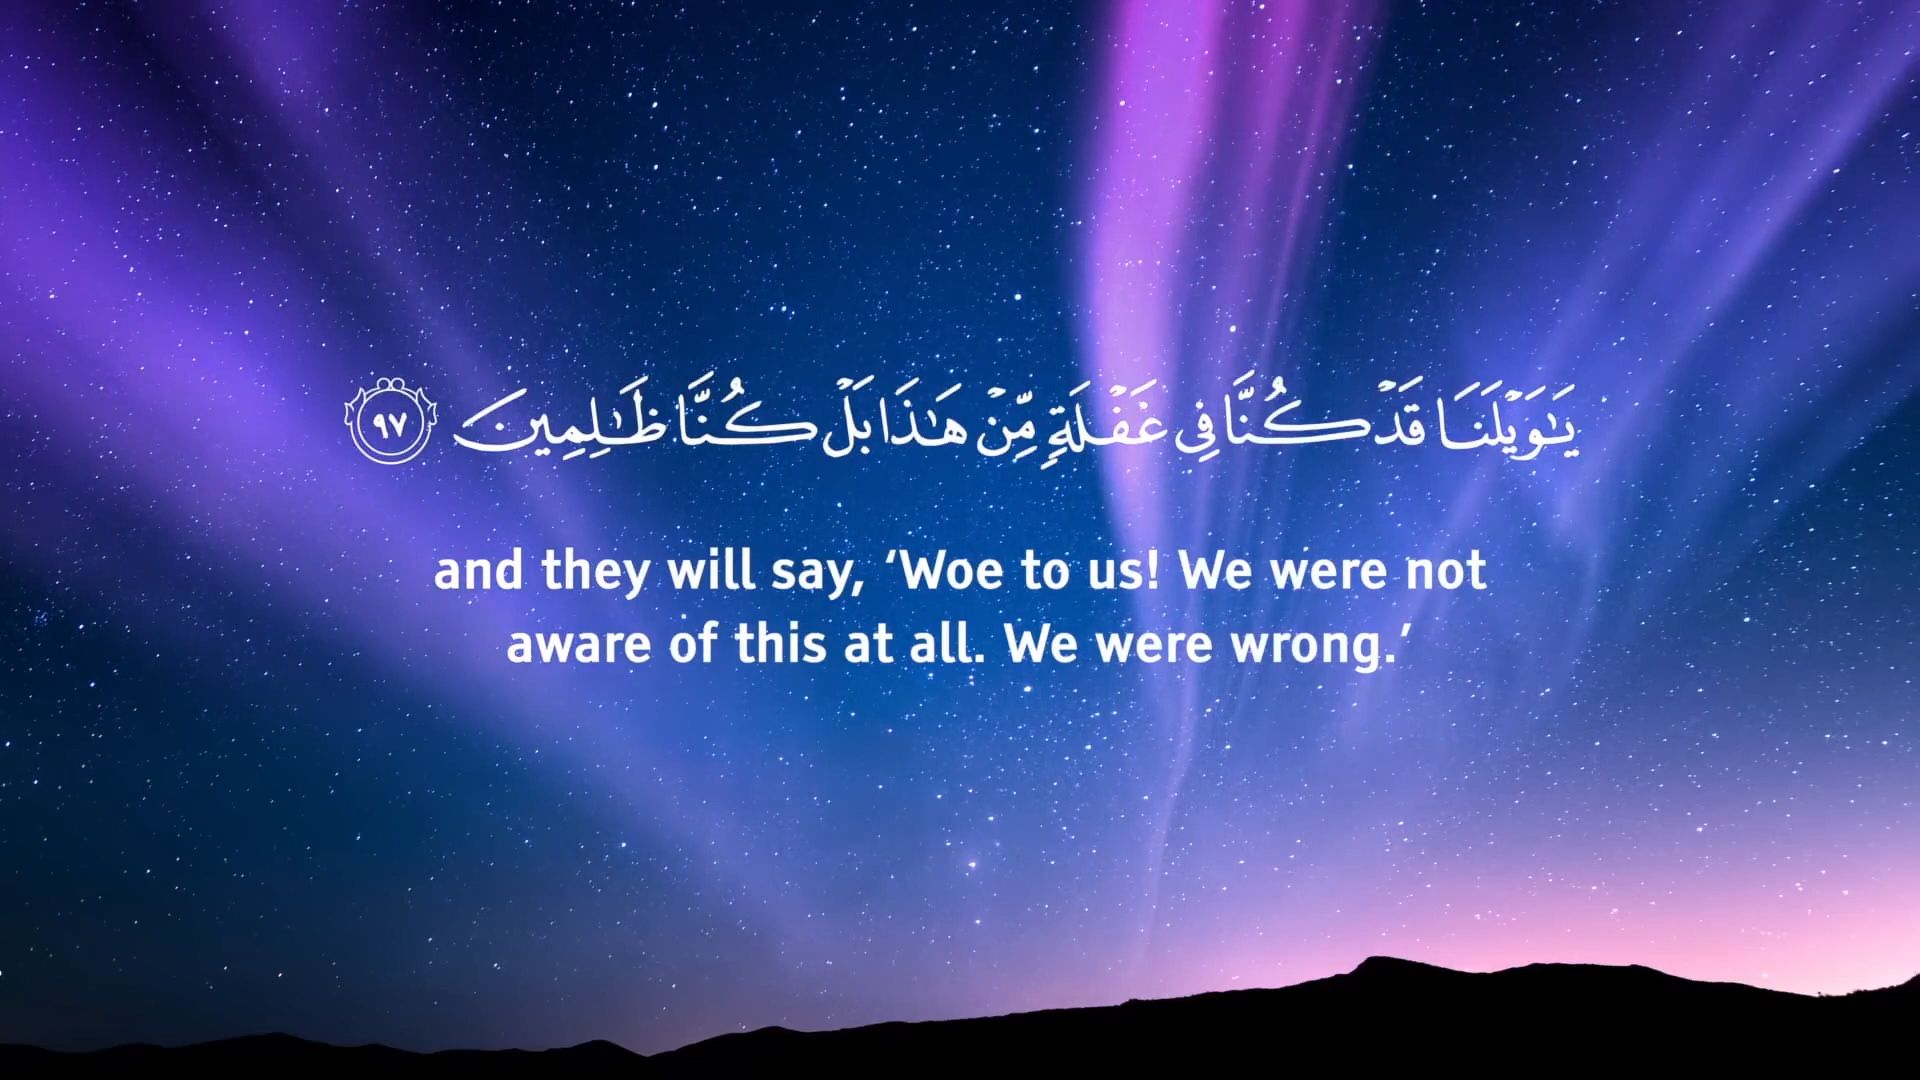 يَـٰوَيْلَنَا قَدْ كُنَّا فِى غَفْلَةٍ مِّنْ هَـٰذَا بَلْ كُنَّا ظَـٰلِمِينَ ٩٧
and they will say, ‘Woe to us! We were not
aware of this at all. We were wrong.’